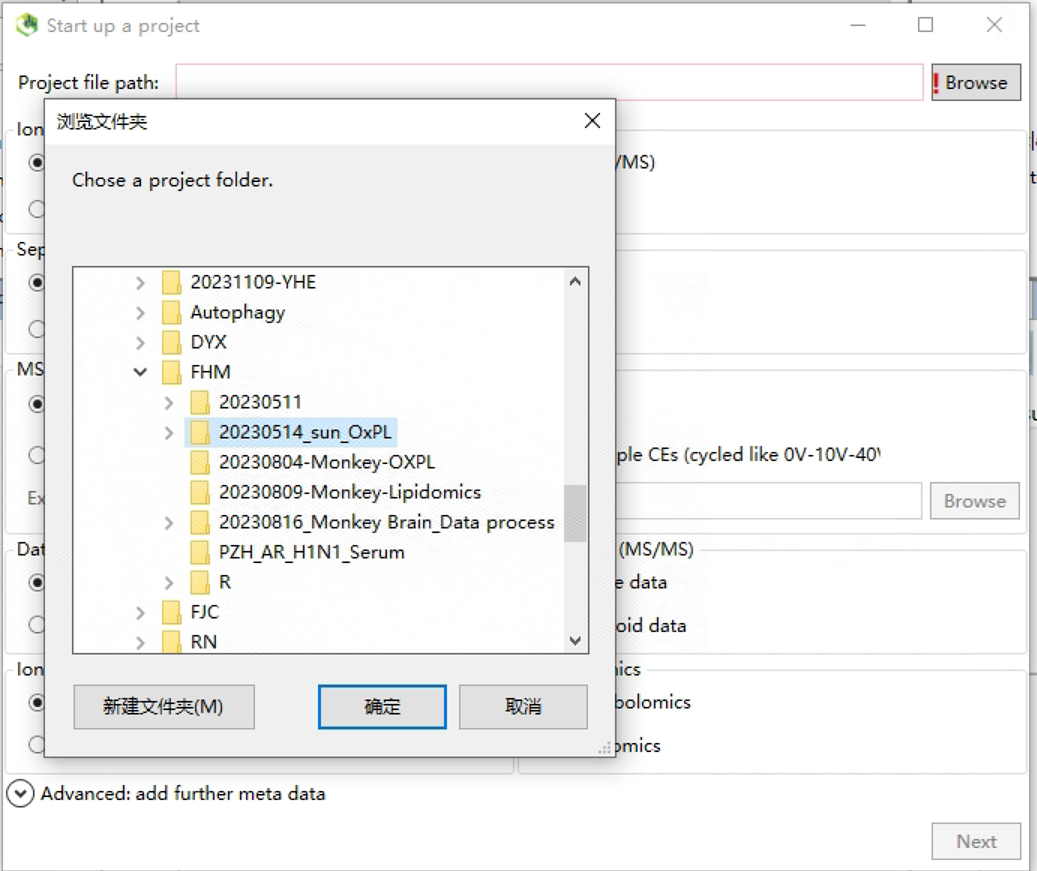 Start up a project
Project file path:
Browse
浏览文件夹
Chose a project folder.
20231109-YHE
Autophagy
DYX
FHM
20230511
20230514_sun_OxPL
20230804-Monkey-OXPL
20230809-Monkey-Lipidomics
20230816_Monkey Brain_Data process
PZH_AR_H1N1_Serum
R
FJC
RN
新建文件夹(M)
确定
取消
Ion
/MS)
Sep
MS
ple CEs (cycled like 0V-10V-40V
Ex
Browse
Dat
(MS/MS)
e data
oid data
Ion
ics
bolomics
omics
Advanced: add further meta data
Next